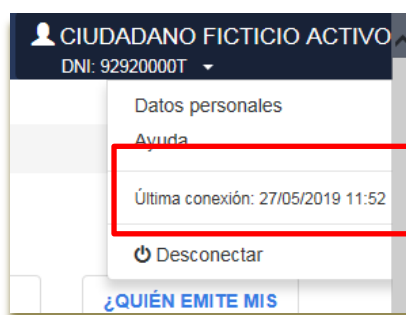 CIUDADANO FICTICIO ACTIVO
DNI: 92920000T
Datos personales
Ayuda
Última conexión: 27/05/2019 11:52
Desconectar
¿QUIÉN EMITE MIS